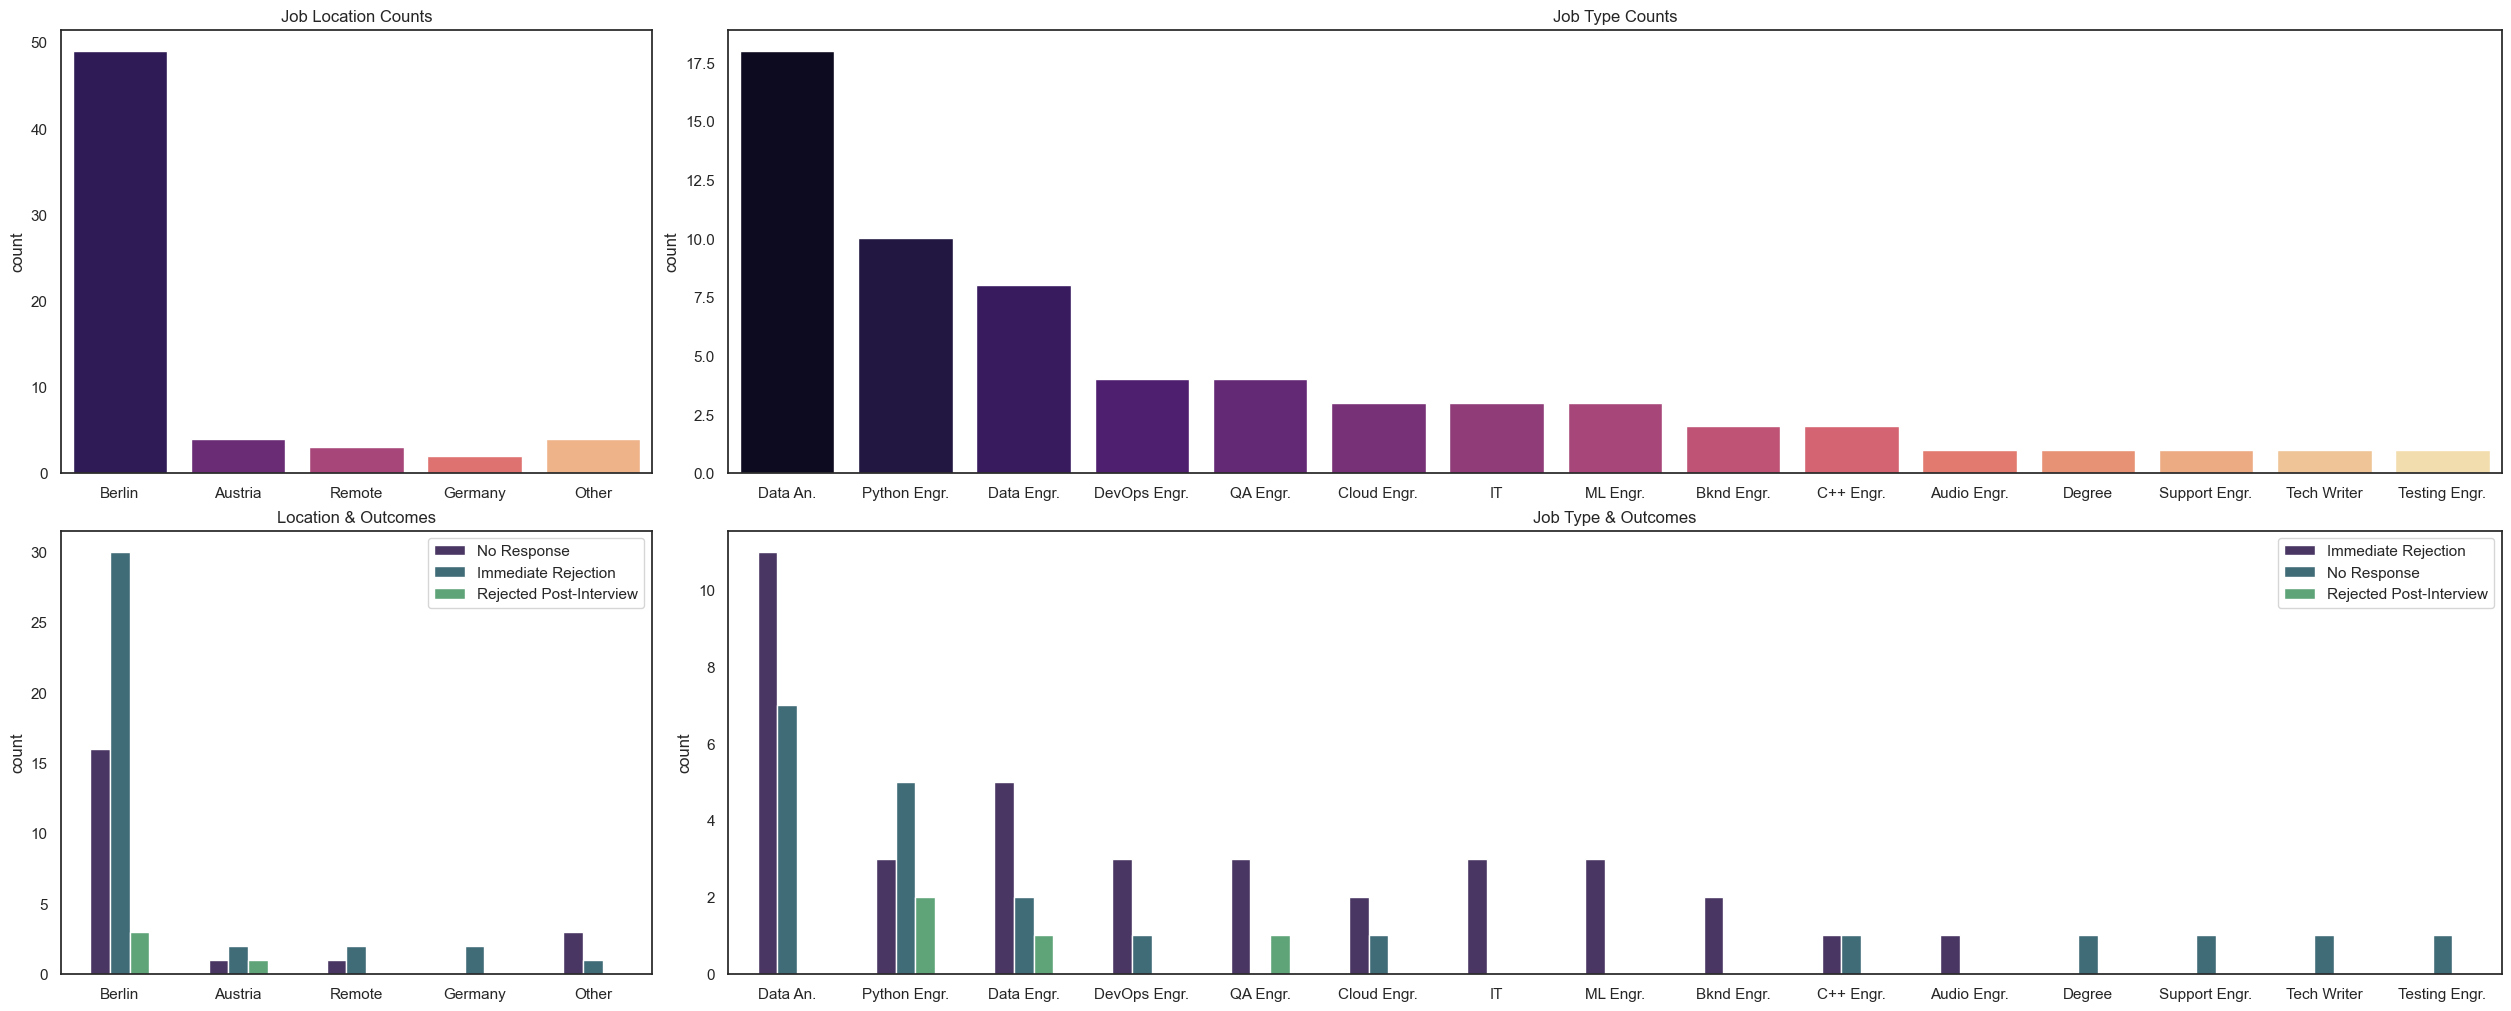 Job Location Counts
count
50
40
30
20
10
0
Berlin Austria Remote Germany Other
Job Type Counts
count
17.5
15.0
12.5
10.0
7.5
5.0
2.5
0.0
Data An. Python Engr. Data Engr. DevOps Engr. QA Engr. Cloud Engr. IT ML Engr. Bknd Engr. C++ Engr. Audio Engr. Degree Support Engr. Tech Writer Testing Engr.
Location & Outcomes
No Response
Immediate Rejection
Rejected Post-Interview
count
30
25
20
15
10
5
0
Berlin Austria Remote Germany Other
Job Type & Outcomes
Immediate Rejection
No Response
Rejected Post-Interview
count
10
8
6
4
2
0
Data An. Python Engr. Data Engr. DevOps Engr. QA Engr. Cloud Engr. IT ML Engr. Bknd Engr. C++ Engr. Audio Engr. Degree Support Engr. Tech Writer Testing Engr.